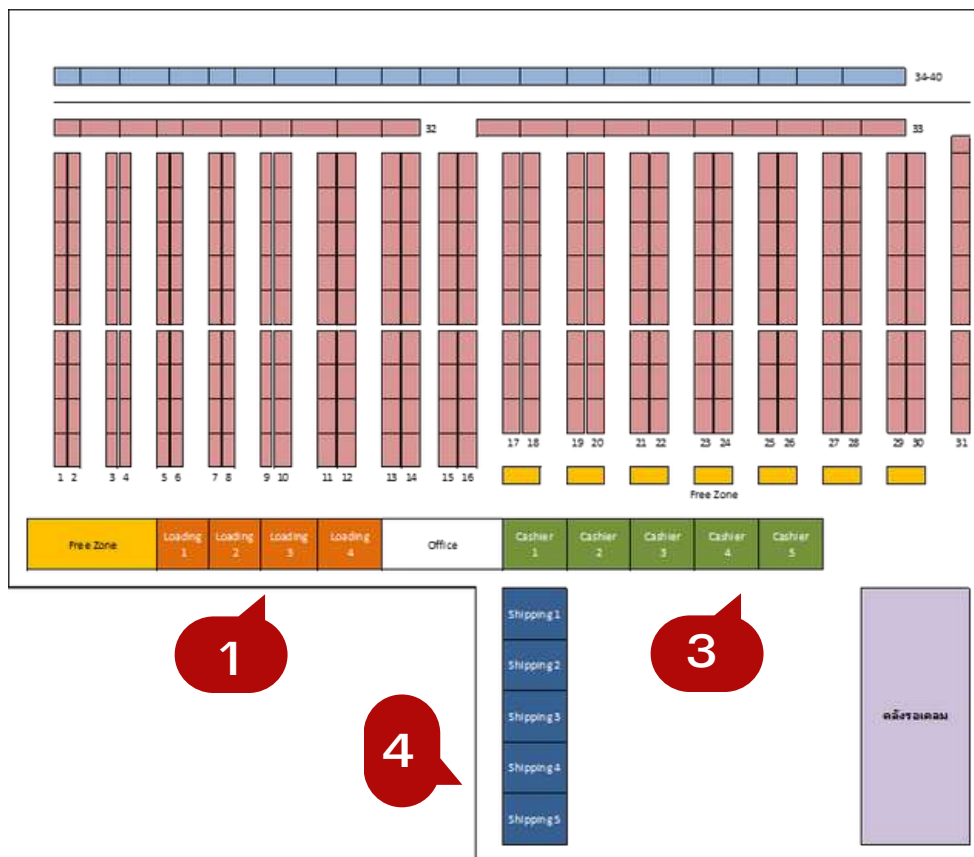 34-40
32
33
17 18 19 20 21 22 23 24 25 26 27 28 29 30 31
1 2 3 4 5 6 7 8 9 10 11 12 13 14 15 16
Free Zone
Free Zone
Loading 1
Loading 2
Loading 3
Loading 4
Office
Cashier 1
Cashier 2
Cashier 3
Cashier 4
Cashier 5
1
3
4
Shipping 1
Shipping 2
Shipping 3
Shipping 4
Shipping 5
คลังรอเคลม